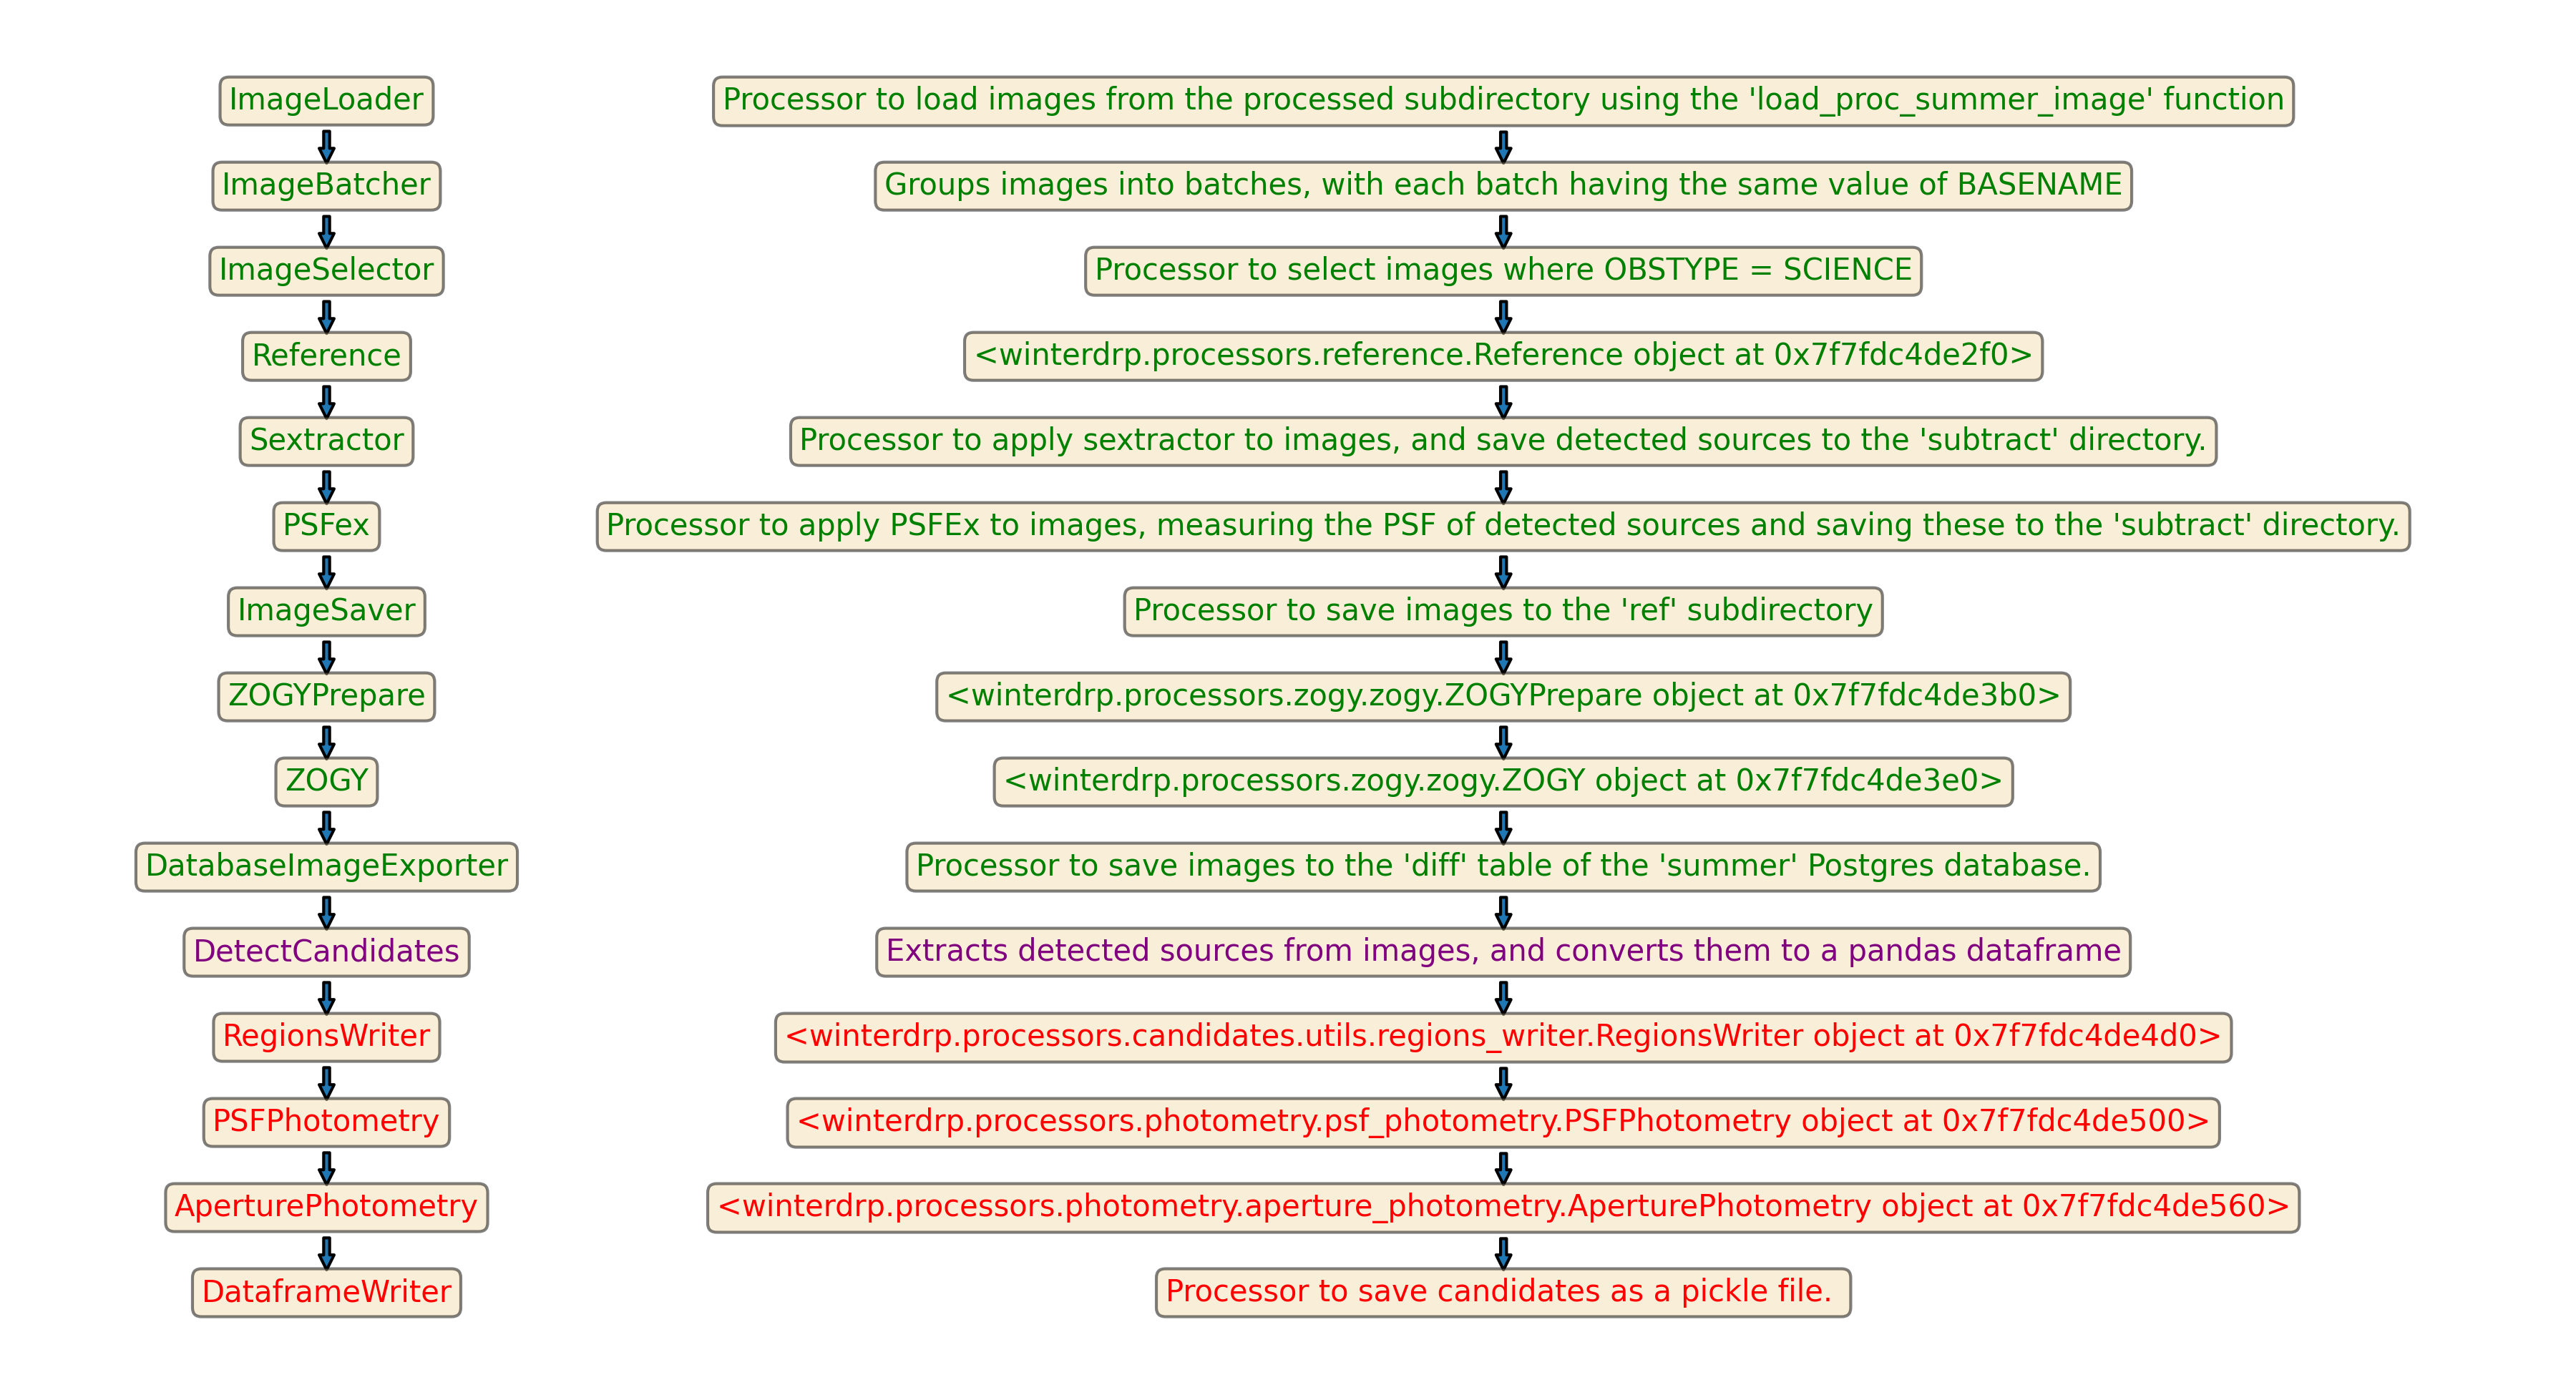 ImageLoader
Processor to load images from the processed subdirectory using the 'load_proc_summer_image' function
ImageBatcher
Groups images into batches, with each batch having the same value of BASENAME
ImageSelector
Processor to select images where OBSTYPE = SCIENCE
Reference
<winterdrp.processors.reference.Reference object at 0x7f7fdc4de2f0>
Sextractor
Processor to apply sextractor to images, and save detected sources to the 'subtract' directory.
PSFex
Processor to apply PSFEx to images, measuring the PSF of detected sources and saving these to the 'subtract' directory.
ImageSaver
Processor to save images to the 'ref' subdirectory
ZOGYPrepare
<winterdrp.processors.zogy.zogy.ZOGYPrepare object at 0x7f7fdc4de3b0>
ZOGY
<winterdrp.processors.zogy.zogy.ZOGY object at 0x7f7fdc4de3e0>
DatabaseImageExporter
Processor to save images to the 'diff' table of the 'summer' Postgres database.
DetectCandidates
Extracts detected sources from images, and converts them to a pandas dataframe
RegionsWriter
<winterdrp.processors.candidates.utils.regions_writer.RegionsWriter object at 0x7f7fdc4de4d0>
PSFPhotometry
<winterdrp.processors.photometry.psf_photometry.PSFPhotometry object at 0x7f7fdc4de500>
AperturePhotometry
<winterdrp.processors.photometry.aperture_photometry.AperturePhotometry object at 0x7f7fdc4de560>
DataframeWriter
Processor to save candidates as a pickle file.